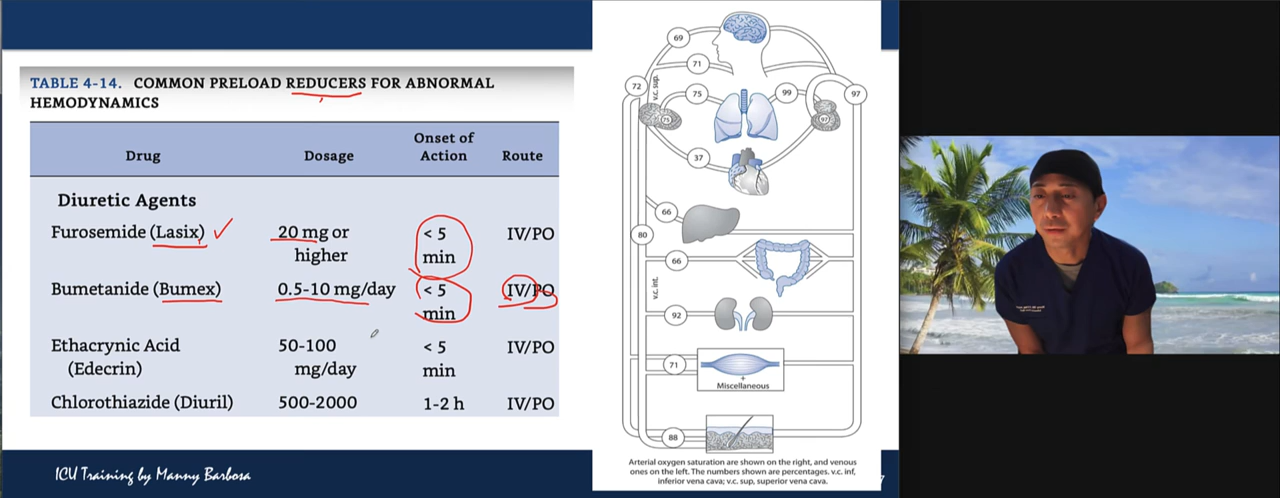 TABLE 4-14. COMMON PRELOAD REDUCERS FOR ABNORMAL
HEMODYNAMICS
Drug
Dosage
Onset of
Action
Route
Diuretic Agents
Furosemide (Lasix)
20 mg or
higher
< 5
min
IV/PO
Bumetanide (Bumex)
0.5-10 mg/day
< 5
min
IV/PO
Ethacrynic Acid
(Edecrin)
50-100
mg/day
< 5
min
IV/PO
Chlorothiazide (Diuril)
500-2000
1-2 h
IV/PO
ICU Training by Manny Barbosa
69
71
72
v.c. sup.
75
99
97
75
97
37
66
80
66
v.c. inf.
92
71
+
Miscellaneous
88
Arterial oxygen saturation are shown on the right, and venous
ones on the left. The numbers shown are percentages. v.c. inf,
inferior vena cava; v.c. sup, superior vena cava.
7